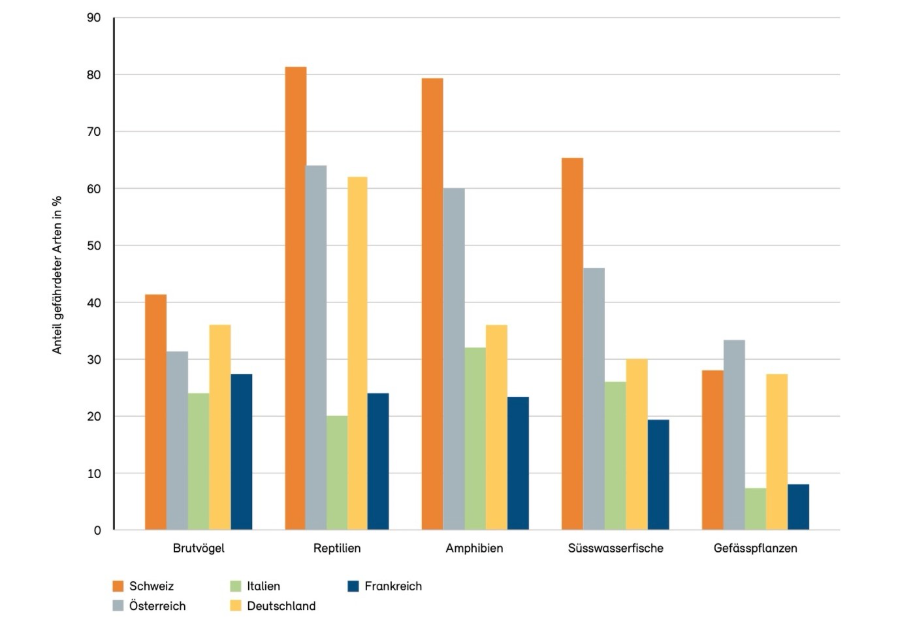 90
80
70
60
50
40
30
20
10
0
Anteil gefährdeter Arten in %
Brutvögel Reptilien Amphibien Süsswasserfische Gefässpflanzen
Schweiz Italien Frankreich
Österreich Deutschland